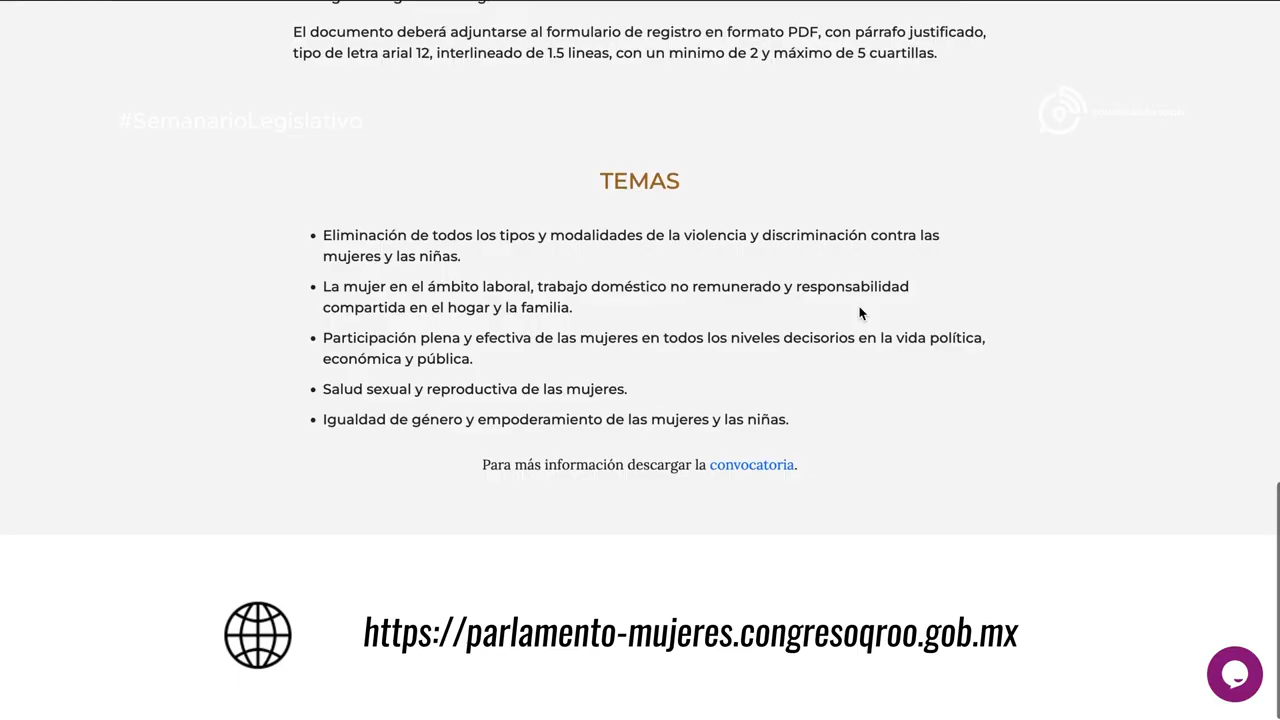 El documento deberá adjuntarse al formulario de registro en formato PDF, con párrafo justificado,
tipo de letra arial 12, interlineado de 1.5 lineas, con un minimo de 2 y máximo de 5 cuartillas.
#SemanarioLegislativo
TEMAS
• Eliminación de todos los tipos y modalidades de la violencia y discriminación contra las
mujeres y las niñas.
• La mujer en el ámbito laboral, trabajo doméstico no remunerado y responsabilidad
compartida en el hogar y la familia.
• Participación plena y efectiva de las mujeres en todos los niveles decisorios en la vida política,
económica y pública.
• Salud sexual y reproductiva de las mujeres.
• Igualdad de género y empoderamiento de las mujeres y las niñas.
Para más información descargar la convocatoria.
https://parlamento-mujeres.congresoqroo.gob.mx